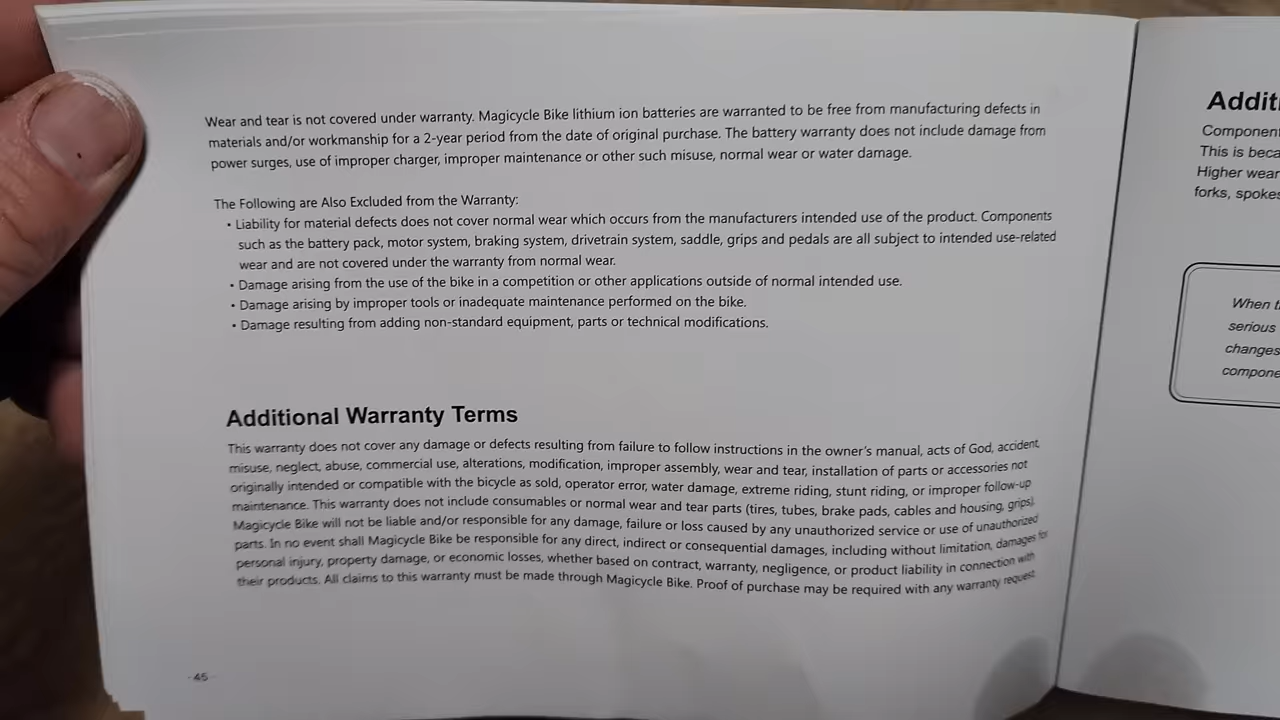 Wear and tear is not covered under warranty. Magicycle Bike lithium ion batteries are warranted to be free from manufacturing defects in
materials and/or workmanship for a 2-year period from the date of original purchase. The battery warranty does not include damage from
power surges, use of improper charger, improper maintenance or other such misuse, normal wear or water damage.
The Following are Also Excluded from the Warranty:
• Liability for material defects does not cover normal wear which occurs from the manufacturers intended use of the product. Components
such as the battery pack, motor system, braking system, drivetrain system, saddle, grips and pedals are all subject to intended use-related
wear and are not covered under the warranty from normal wear.
• Damage arising from the use of the bike in a competition or other applications outside of normal intended use.
• Damage arising by improper tools or inadequate maintenance performed on the bike.
• Damage resulting from adding non-standard equipment, parts or technical modifications.
Additional Warranty Terms
This warranty does not cover any damage or defects resulting from failure to follow instructions in the owner's manual, acts of God, accident,
misuse, neglect, abuse, commercial use, alterations, modification, improper assembly, wear and tear, installation of parts or accessories not
originally intended or compatible with the bicycle as sold, operator error, water damage, extreme riding, stunt riding, or improper follow-up
maintenance. This warranty does not include consumables or normal wear and tear parts (tires, tubes, brake pads, cables and housing, grips).
Magicycle Bike will not be liable and/or responsible for any damage, failure or loss caused by any unauthorized service or use of unauthorized
parts. In no event shall Magicycle Bike be responsible for any direct, indirect or consequential damages, including without limitation, damages for
personal injury, property damage, or economic losses, whether based on contract, warranty, negligence, or product liability in connection with
their products. All claims to this warranty must be made through Magicycle Bike. Proof of purchase may be required with any warranty request.
45
Additi
Component
This is beca
Higher wear
forks, spokes
When t
serious
changes
compone